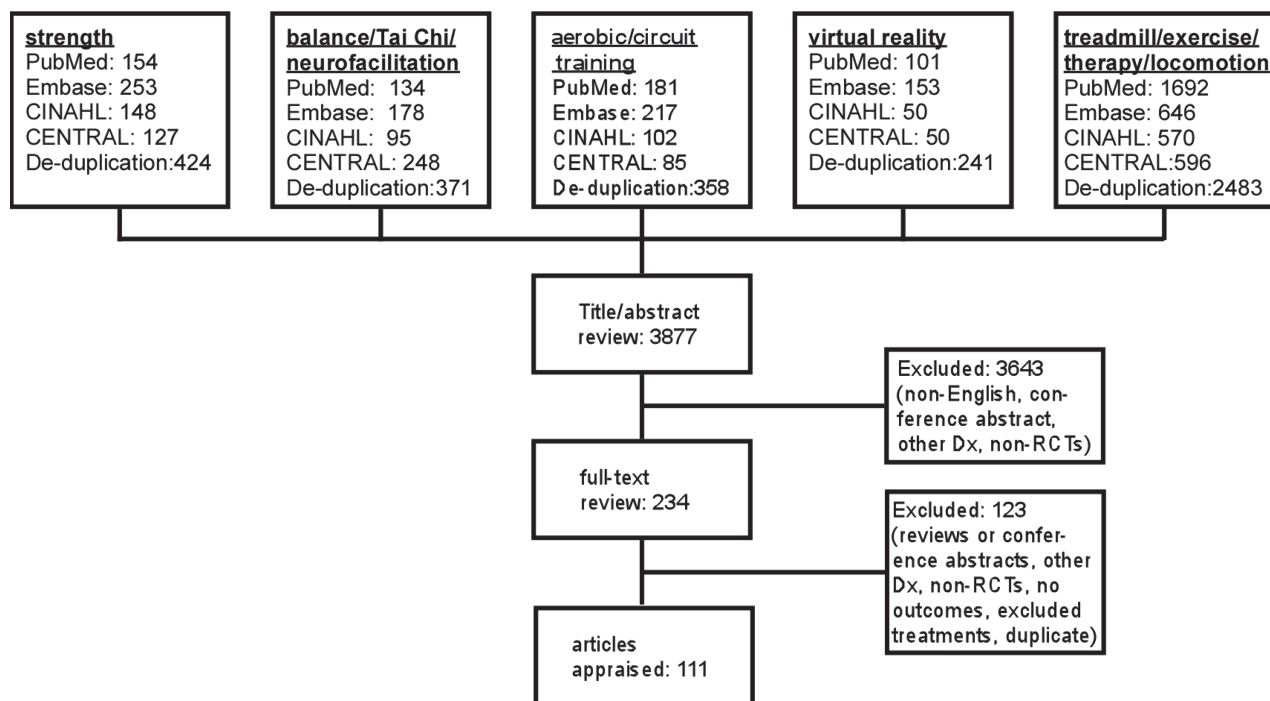 strength
PubMed: 154
Embase: 253
CINAHL: 148
CENTRAL: 127
De-duplication:424
balance/Tai Chi/
neurofacilitation
PubMed: 134
Embase: 178
CINAHL: 95
CENTRAL: 248
De-duplication:371
aerobic/circuit
training
PubMed: 181
Embase: 217
CINAHL: 102
CENTRAL: 85
De-duplication:358
virtual reality
PubMed: 101
Embase: 153
CINAHL: 50
CENTRAL: 50
De-duplication: 241
treadmill/exercise/
therapy/locomotion
PubMed: 1692
Embase: 646
CINAHL: 570
CENTRAL: 596
De-duplication: 2483
Title/abstract
review: 3877
Excluded: 3643
(non-English, con-
ference abstract,
other Dx, non-RCTs)
full-text
review: 234
Excluded: 123
(reviews or confer-
ence abstracts, other
Dx, non-RCTs, no
outcomes, excluded
treatments, duplicate)
articles
appraised: 111